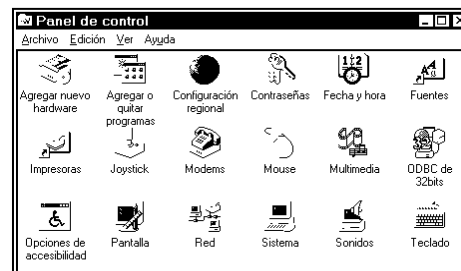 Panel de control
Archivo Edición Ver Ayuda
Agregar nuevo hardware
Agregar o quitar programas
Configuración regional
Contraseñas
Fecha y hora
Fuentes
Impresoras
Joystick
Modems
Mouse
Multimedia
ODBC de 32bits
Opciones de accesibilidad
Pantalla
Red
Sistema
Sonidos
Teclado